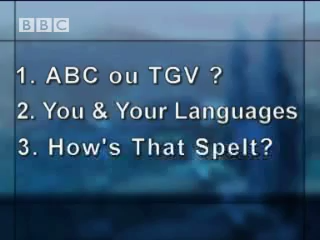 BBC
1. ABC ou TGV ?
2. You & Your Languages
3. How's That Spelt?